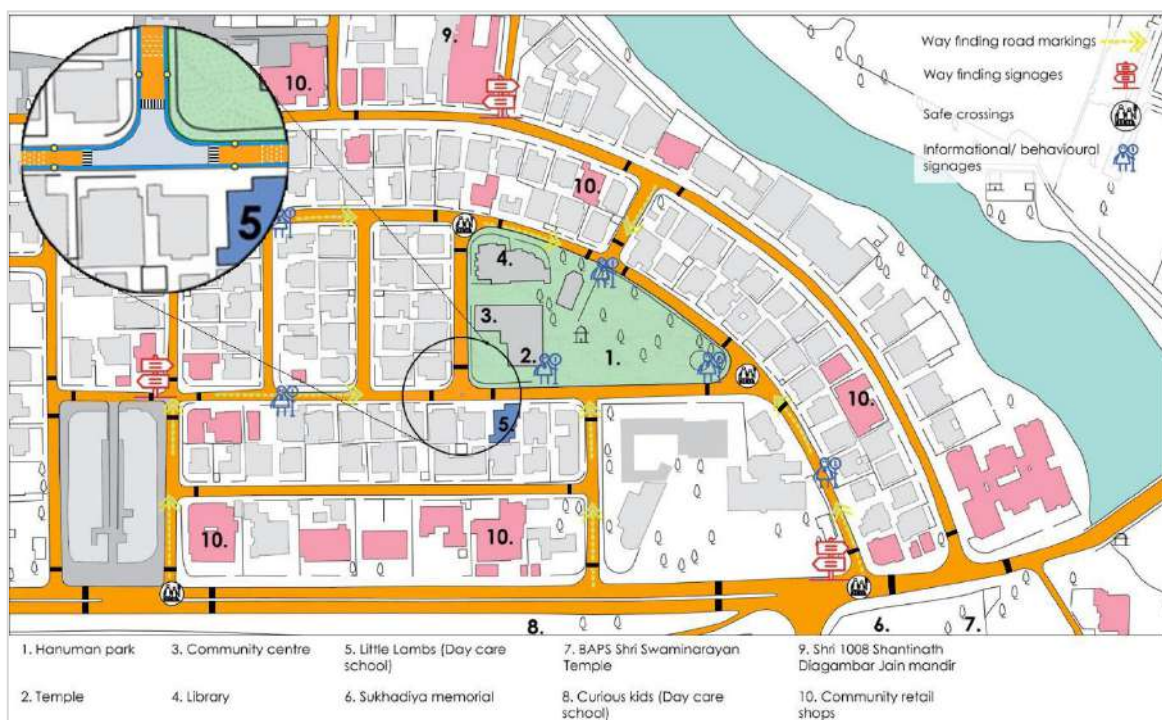 9.
10.
Way finding road markings
Way finding signages
Safe crossings
Informational/ behavioural
signages
10.
5
4.
3.
2.
1.
10.
5.
10.
10.
8.
6.
7.
1. Hanuman park
3. Community centre
5. Little Lambs (Day care
school)
7. BAPS Shri Swaminarayan
Temple
9. Shri 1008 Shantinath
Diagambar Jain mandir
2. Temple
4. Library
6. Sukhadiya memorial
8. Curious kids (Day care
school)
10. Community retail
shops